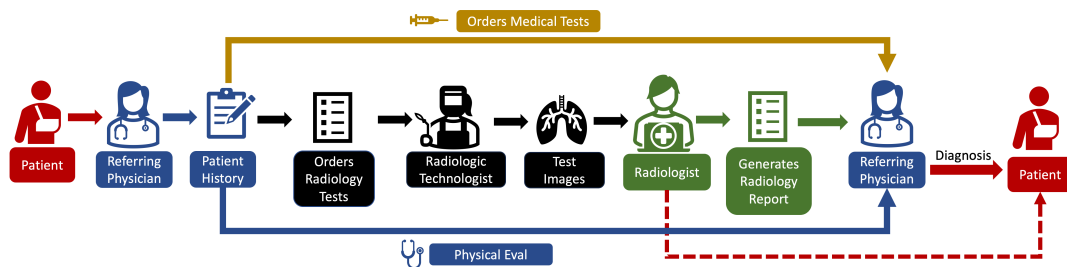 Orders Medical Tests
Patient
Referring
Physician
Patient
History
Orders
Radiology
Tests
Radiologic
Technologist
Test
Images
Radiologist
Generates
Radiology
Report
Referring
Physician
Diagnosis
Patient
Physical Eval